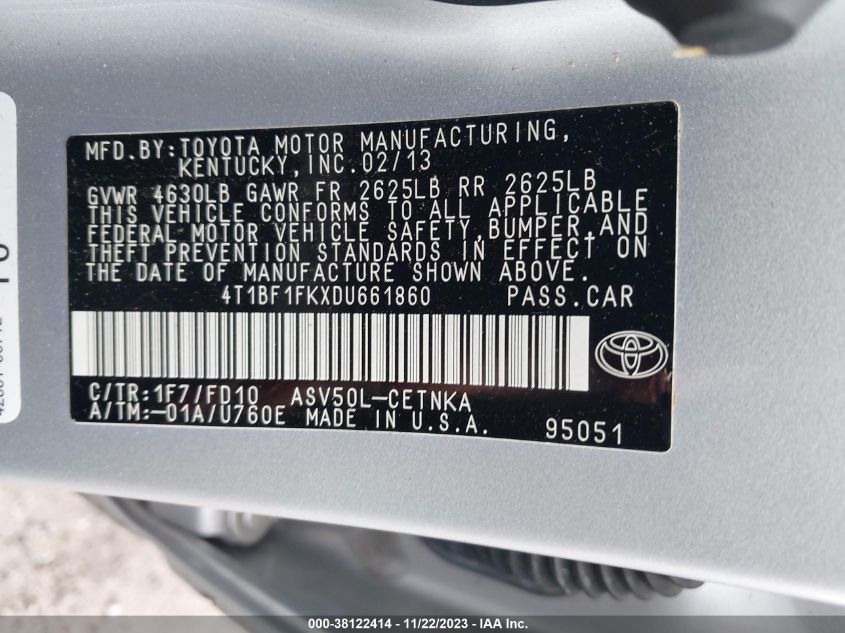 MFD.BY:TOYOTA MOTOR MANUFACTURING,
KENTUCKY,INC.02/13
GVWR 4630LB GAWR FR 2625LB RR 2625LB
THIS VEHICLE CONFORMS TO ALL APPLICABLE
FEDERAL MOTOR VEHICLE SAFETY,BUMPER,AND
THEFT PREVENTION STANDARDS IN EFFECT ON
THE DATE OF MANUFACTURE SHOWN ABOVE.
4T1BF1FKXDU661860 PASS.CAR
C/TR:1F7/FD10 ASV50L-CETNKA
A/TM:-01A/U760E MADE IN U.S.A. 95051
000-38122414 - 11/22/2023 - IAA Inc.